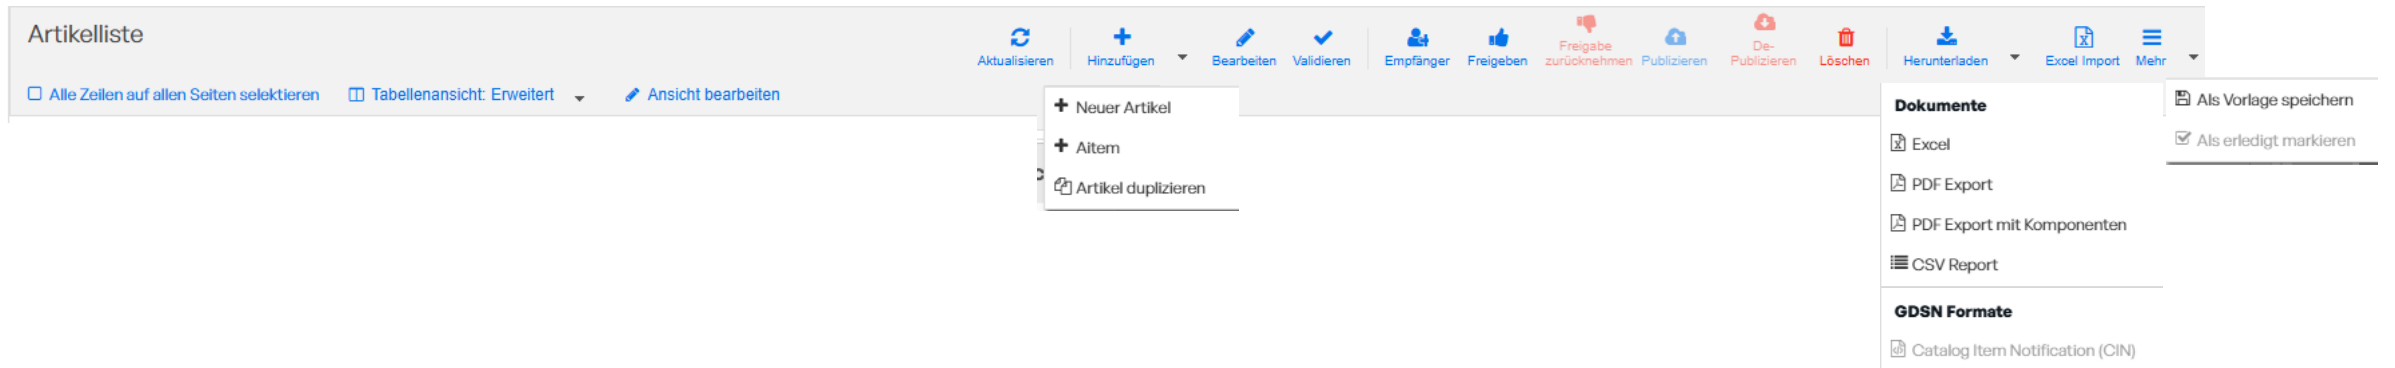 Artikelliste
Aktualisieren
Hinzufügen
Bearbeiten
Validieren
Empfänger
Freigeben
Freigabe
zurücknehmen
Publizieren
De-
Publizieren
Löschen
Herunterladen
Excel Import
Mehr
Alle Zeilen auf allen Seiten selektieren
Tabellenansicht: Erweitert
Ansicht bearbeiten
Neuer Artikel
Aitem
Artikel duplizieren
Dokumente
Excel
PDF Export
PDF Export mit Komponenten
CSV Report
GDSN Formate
Catalog Item Notification (CIN)
Als Vorlage speichern
Als erledigt markieren